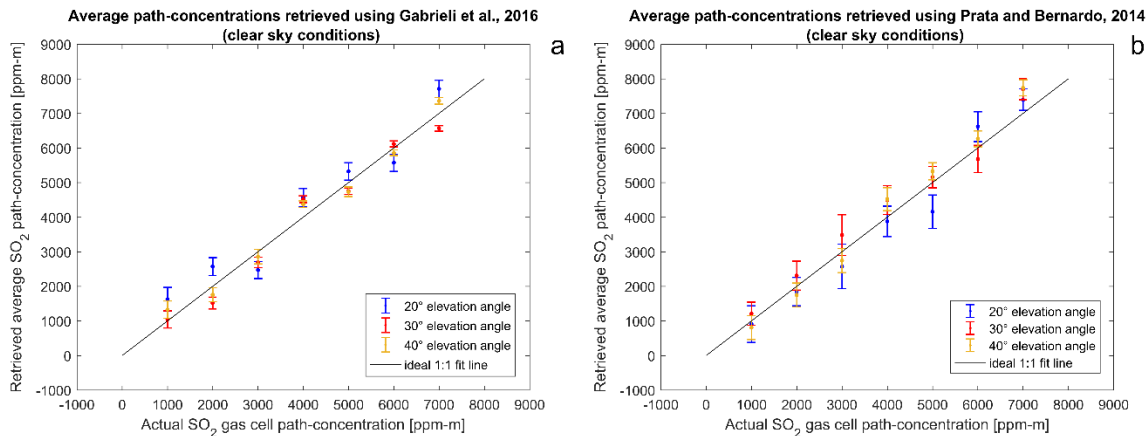 Average path-concentrations retrieved using Gabrieli et al., 2016
(clear sky conditions)
a
Retrieved average SO2 path-concentration [ppm-m]
9000
8000
7000
6000
5000
4000
3000
2000
1000
0
-1000
20° elevation angle
30° elevation angle
40° elevation angle
ideal 1:1 fit line
-1000 0 1000 2000 3000 4000 5000 6000 7000 8000 9000
Actual SO2 gas cell path-concentration [ppm-m]
Average path-concentrations retrieved using Prata and Bernardo, 2014
(clear sky conditions)
b
Retrieved average SO2 path-concentration [ppm-m]
9000
8000
7000
6000
5000
4000
3000
2000
1000
0
-1000
20° elevation angle
30° elevation angle
40° elevation angle
ideal 1:1 fit line
-1000 0 1000 2000 3000 4000 5000 6000 7000 8000 9000
Actual SO2 gas cell path-concentration [ppm-m]